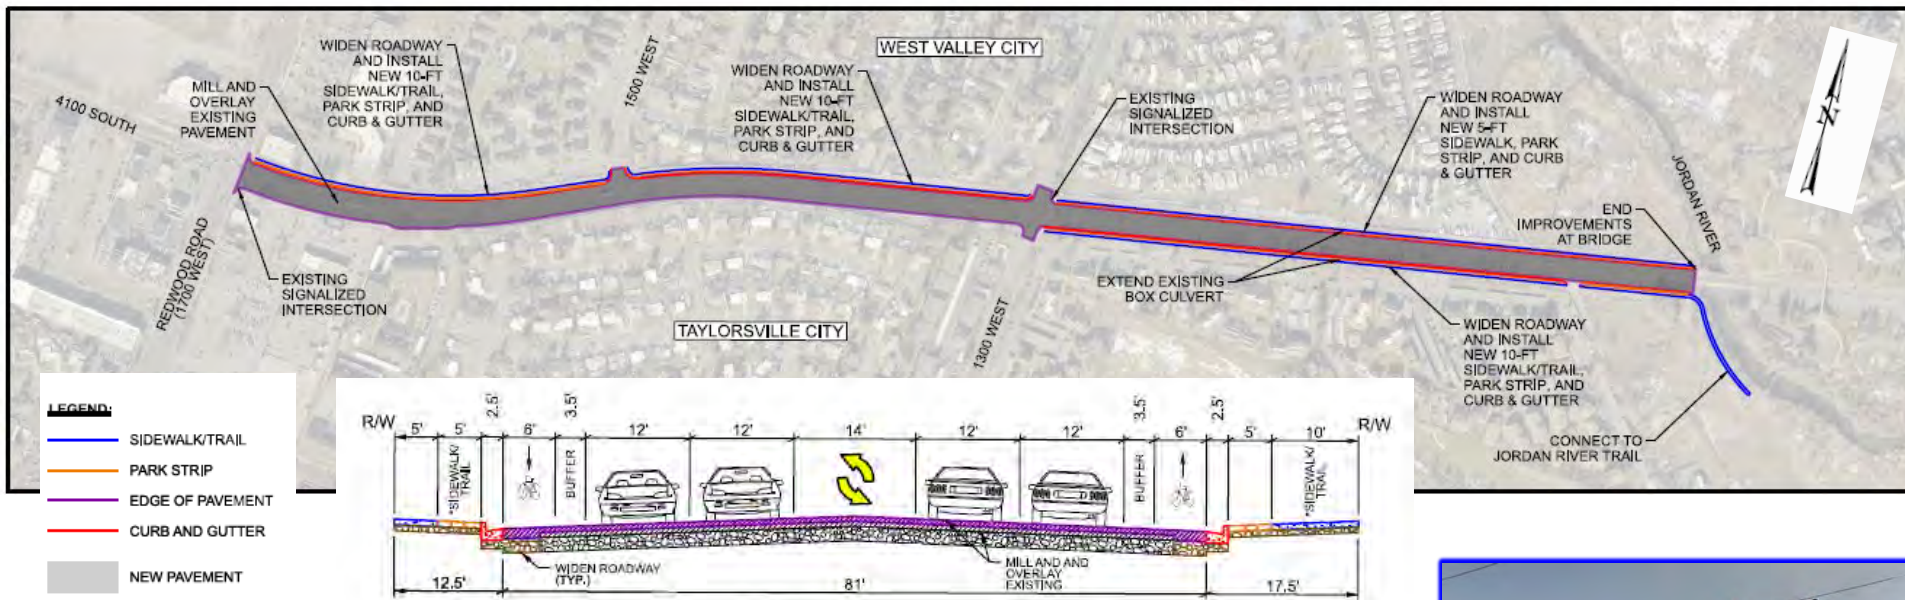 WEST VALLEY CITY
WIDEN ROADWAY
AND INSTALL
NEW 10-FT
SIDEWALK/TRAIL,
PARK STRIP, AND
CURB & GUTTER
MILL AND
OVERLAY
EXISTING
PAVEMENT
4100 SOUTH
1500 WEST
WIDEN ROADWAY
AND INSTALL
NEW 10-FT
SIDEWALK/TRAIL,
PARK STRIP, AND
CURB & GUTTER
EXISTING
SIGNALIZED
INTERSECTION
WIDEN ROADWAY
AND INSTALL
NEW 5-FT
SIDEWALK, PARK
STRIP, AND CURB
& GUTTER
N
JORDAN RIVER
END
IMPROVEMENTS
AT BRIDGE
REDWOOD ROAD
(1700 WEST)
EXISTING
SIGNALIZED
INTERSECTION
TAYLORSVILLE CITY
1300 WEST
EXTEND EXISTING
BOX CULVERT
WIDEN ROADWAY
AND INSTALL
NEW 10-FT
SIDEWALK/TRAIL,
PARK STRIP, AND
CURB & GUTTER
CONNECT TO
JORDAN RIVER TRAIL
LEGEND:
SIDEWALK/TRAIL
PARK STRIP
EDGE OF PAVEMENT
CURB AND GUTTER
NEW PAVEMENT
R/W
5'
5'
2.5'
6'
3.5'
12'
12'
14'
12'
12'
3.5'
6'
2.5'
5'
10'
R/W
*SIDEWALK/
TRAIL
BUFFER
BUFFER
*SIDEWALK/
TRAIL
WIDEN ROADWAY
(TYP.)
MILL AND AND
OVERLAY
EXISTING
12.5'
81'
17.5'